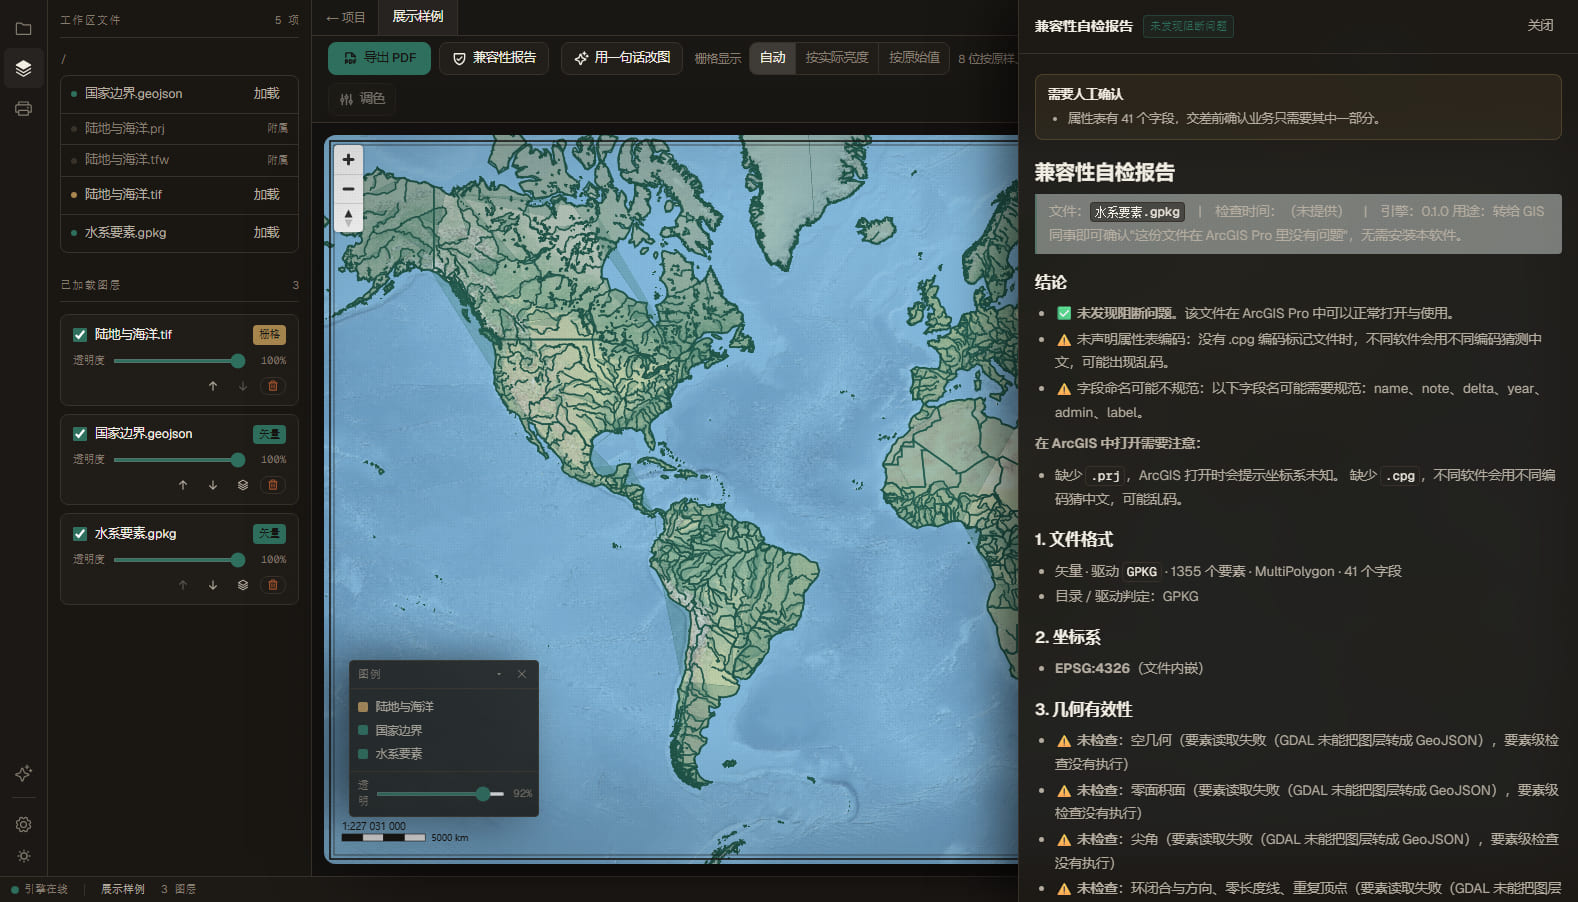 工作区文件
5 项
/
国家边界.geojson 加载
陆地与海洋.prj 附属
陆地与海洋.tfw 附属
陆地与海洋.tif 加载
水系要素.gpkg 加载
已加载图层 3
陆地与海洋.tif 栅格
透明度 100%
国家边界.geojson 矢量
透明度 100%
水系要素.gpkg 矢量
透明度 100%
引擎在线 展示样例 3 图层
←项目 展示样例
导出 PDF 兼容性报告 用一句话改图 栅格显示 自动 按实际亮度 按原始值 8 位按原样、
调色
图例
陆地与海洋
国家边界
水系要素
透明 92%
1:227 031 000
5000 km
兼容性自检报告 未发现阻断问题 关闭
需要人工确认
• 属性表有 41 个字段，交差前确认业务只需要其中一部分。
兼容性自检报告
文件： 水系要素.gpkg | 检查时间：（未提供） | 引擎：0.1.0 用途：转给 GIS
同事即可确认"这份文件在 ArcGIS Pro 里没有问题"，无需安装本软件。
结论
• ✅ 未发现阻断问题。该文件在 ArcGIS Pro 中可以正常打开与使用。
• ⚠️ 未声明属性表编码：没有 .cpg 编码标记文件时，不同软件会用不同编码猜测中
文，可能出现乱码。
• ⚠️ 字段命名可能不规范：以下字段名可能需要规范：name、note、delta、year、
admin、label。
在 ArcGIS 中打开需要注意：
• 缺少 .prj ，ArcGIS 打开时会提示坐标系未知。 缺少 .cpg ，不同软件会用不同编
码猜中文，可能乱码。
1. 文件格式
• 矢量 · 驱动 GPKG · 1355 个要素 · MultiPolygon · 41 个字段
• 目录 / 驱动判定：GPKG
2. 坐标系
• EPSG:4326（文件内嵌）
3. 几何有效性
• ⚠️ 未检查：空几何（要素读取失败（GDAL 未能把图层转成 GeoJSON），要素级检
查没有执行）
• ⚠️ 未检查：零面积面（要素读取失败（GDAL 未能把图层转成 GeoJSON），要素级
检查没有执行）
• ⚠️ 未检查：尖角（要素读取失败（GDAL 未能把图层转成 GeoJSON），要素级检查
没有执行）
• ⚠️ 未检查：环闭合与方向、零长度线、重复顶点（要素读取失败（GDAL 未能把图层